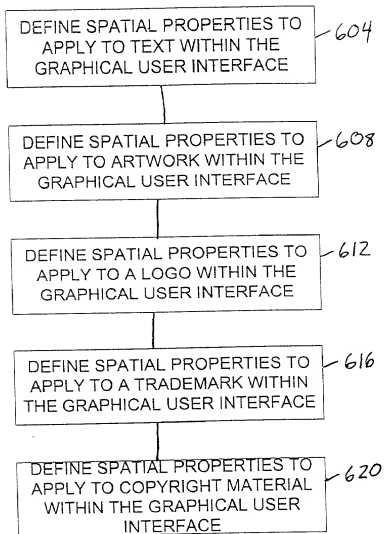 DEFINE SPATIAL PROPERTIES TO
APPLY TO TEXT WITHIN THE
GRAPHICAL USER INTERFACE
604
DEFINE SPATIAL PROPERTIES TO
APPLY TO ARTWORK WITHIN THE
GRAPHICAL USER INTERFACE
608
DEFINE SPATIAL PROPERTIES TO
APPLY TO A LOGO WITHIN THE
GRAPHICAL USER INTERFACE
612
DEFINE SPATIAL PROPERTIES TO
APPLY TO A TRADEMARK WITHIN
THE GRAPHICAL USER INTERFACE
616
DEFINE SPATIAL PROPERTIES TO
APPLY TO COPYRIGHT MATERIAL
WITHIN THE GRAPHICAL USER
INTERFACE
620